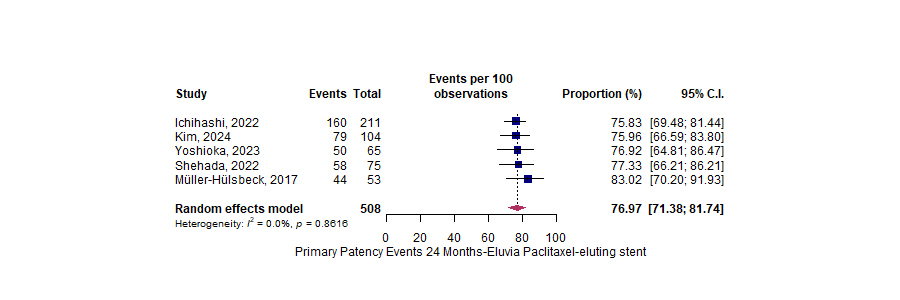 Events per 100
Study Events Total observations Proportion (%) 95% C.I.
Ichihashi, 2022 160 211 75.83 [69.48; 81.44]
Kim, 2024 79 104 75.96 [66.59; 83.80]
Yoshioka, 2023 50 65 76.92 [64.81; 86.47]
Shehada, 2022 58 75 77.33 [66.21; 86.21]
Müller-Hülsbeck, 2017 44 53 83.02 [70.20; 91.93]
Random effects model 508 76.97 [71.38; 81.74]
Heterogeneity: I² = 0.0%, p = 0.8616
0 20 40 60 80 100
Primary Patency Events 24 Months-Eluvia Paclitaxel-eluting stent